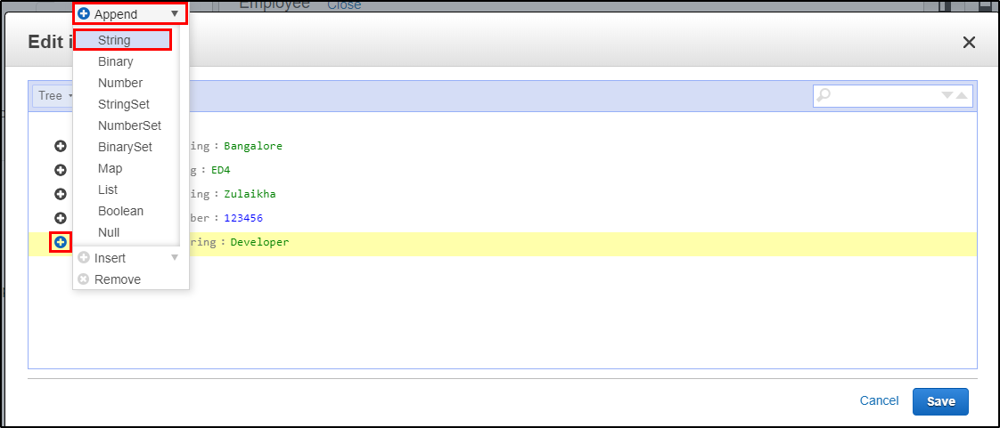 Employee Close
Append
Edit i
String
Binary
Number
StringSet
NumberSet
BinarySet
Map
List
Boolean
Null
Insert
Remove
Tree
ing : Bangalore
g : ED4
ing : Zulaikha
ber : 123456
ring : Developer
Cancel Save